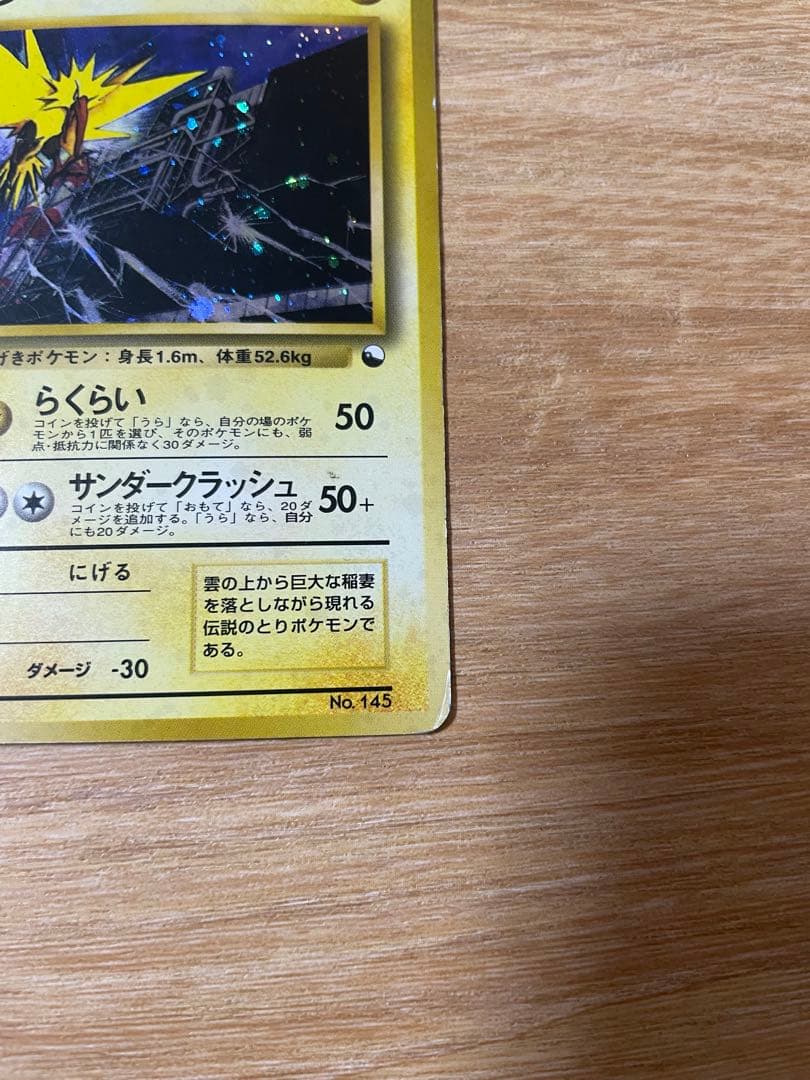 げきポケモン：身長1.6m、体重52.6kg
らくらい 50
コインを投げて「うら」なら、自分の場のポケ
モンから1匹を選び、そのポケモンにも、弱
点・抵抗力に関係なく30ダメージ。
サンダークラッシュ 50+
コインを投げて「おもて」なら、20ダ
メージを追加する。「うら」なら、自分
にも20ダメージ。
にげる
雲の上から巨大な稲妻
を落としながら現れる
伝説のとりポケモンで
ある。
ダメージ -30
No. 145